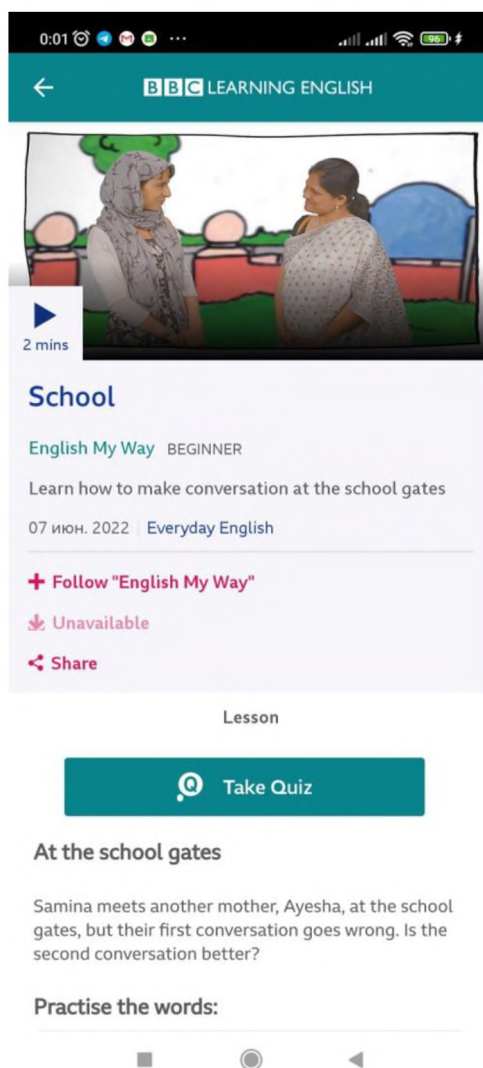 0:01 96
BBC LEARNING ENGLISH
2 mins
School
English My Way BEGINNER
Learn how to make conversation at the school gates
07 июн. 2022 Everyday English
+ Follow "English My Way"
Unavailable
Share
Lesson
Q Take Quiz
At the school gates
Samina meets another mother, Ayesha, at the school
gates, but their first conversation goes wrong. Is the
second conversation better?
Practise the words: